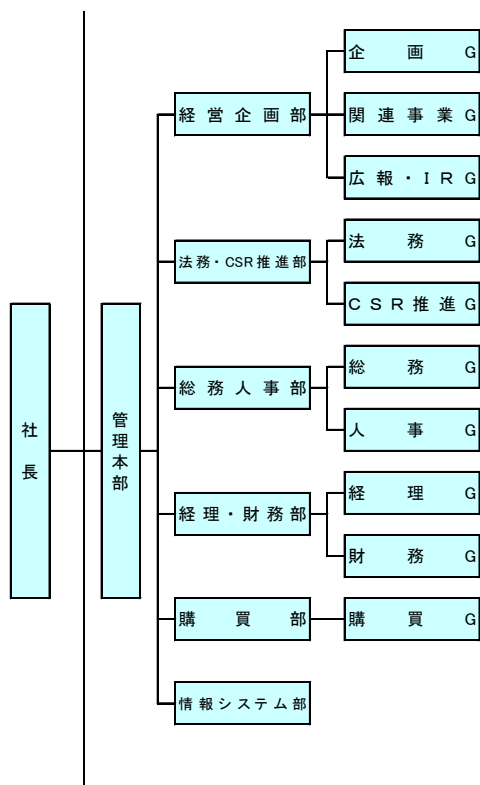 社長
管理本部
経営企画部
企画G
関連事業G
広報・IRG
法務・CSR推進部
法務G
CSR推進G
総務人事部
総務G
人事G
経理・財務部
経理G
財務G
購買部
購買G
情報システム部